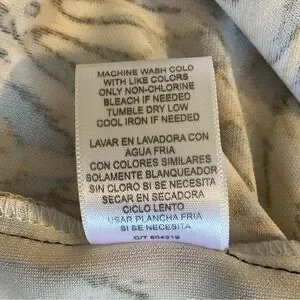 MACHINE WASH COLD
WITH LIKE COLORS
ONLY NON-CHLORINE
BLEACH IF NEEDED
TUMBLE DRY LOW
COOL IRON IF NEEDED
LAVAR EN LAVADORA CON
AGUA FRIA
CON COLORES SIMILARES
SOLAMENTE BLANQUEADOR
SIN CLORO SI SE NECESITA
SECAR EN SECADORA
CICLO LENTO
USAR PLANCHA FRIA
SI SE NECESITA
C/T 604219